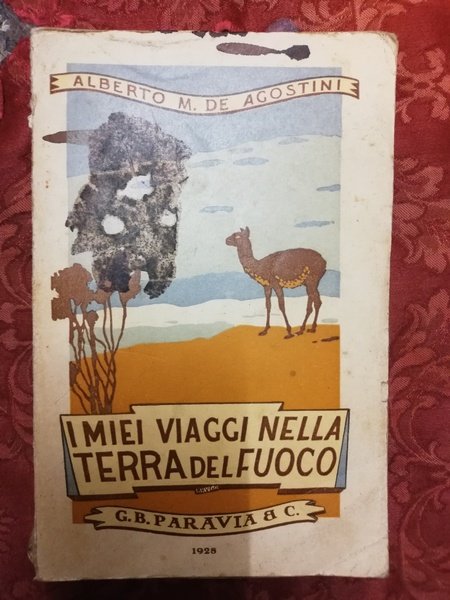 ALBERTO M. DE AGOSTINI
I MIEI VIAGGI NELLA
TERRA DEL FUOCO
G.B. PARAVIA & C.
1928